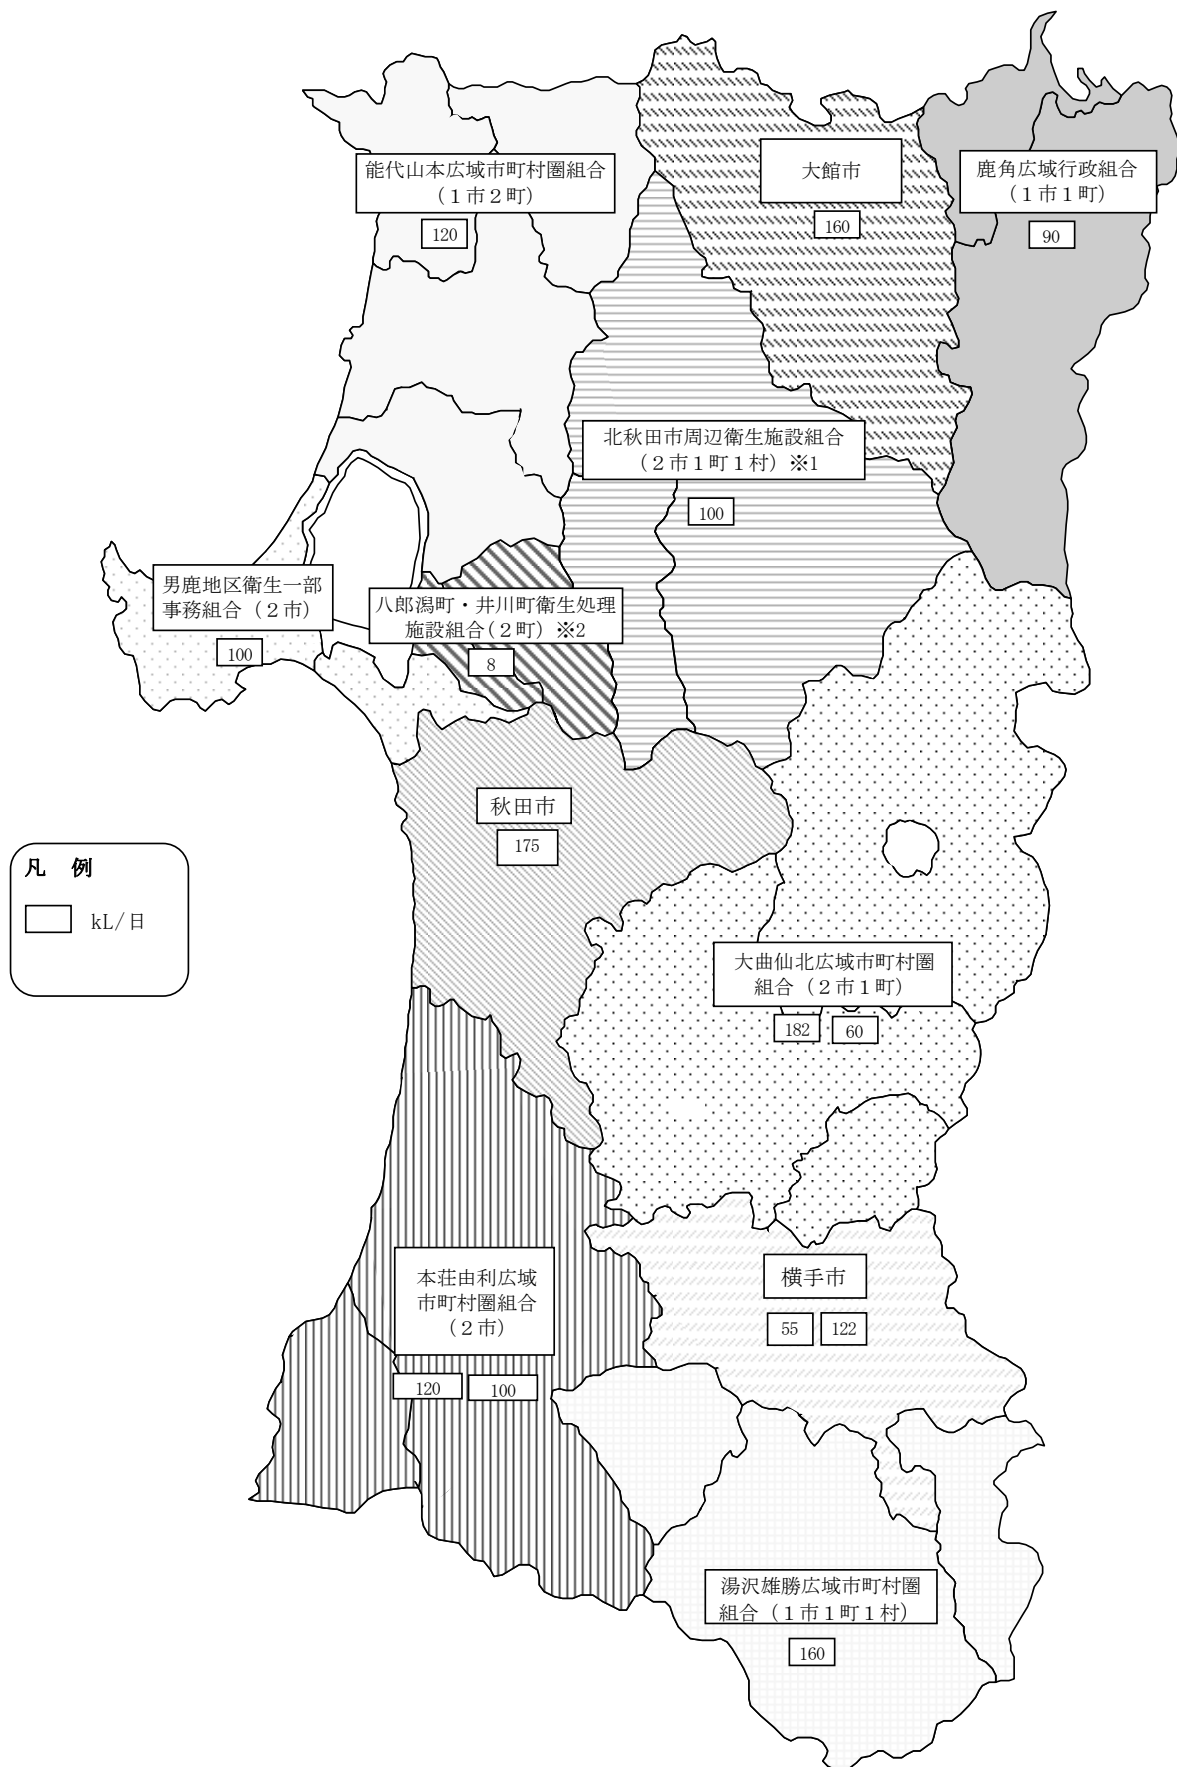 能代山本広域市町村圏組合
（１市２町）
120
大館市
160
鹿角広域行政組合
（１市１町）
90
北秋田市周辺衛生施設組合
（２市１町１村）※1
100
男鹿地区衛生一部
事務組合（２市）
100
八郎潟町・井川町衛生処理
施設組合（２町）※2
8
秋田市
175
凡　例
kL/日
大曲仙北広域市町村圏
組合（２市１町）
182
60
横手市
55
122
本荘由利広域
市町村圏組合
（２市）
120
100
湯沢雄勝広域市町村圏
組合（１市１町１村）
160